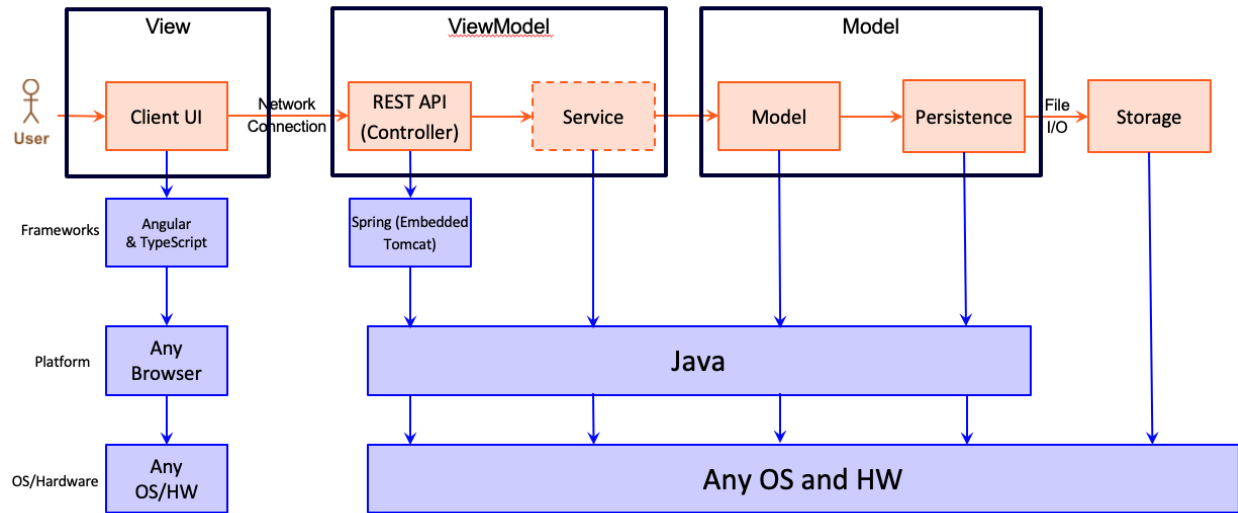 View
ViewModel
Model
User
Client UI
Network
Connection
REST API
(Controller)
Service
Model
Persistence
File
I/O
Storage
Frameworks
Angular
& TypeScript
Spring (Embedded
Tomcat)
Platform
Any
Browser
Java
OS/Hardware
Any
OS/HW
Any OS and HW